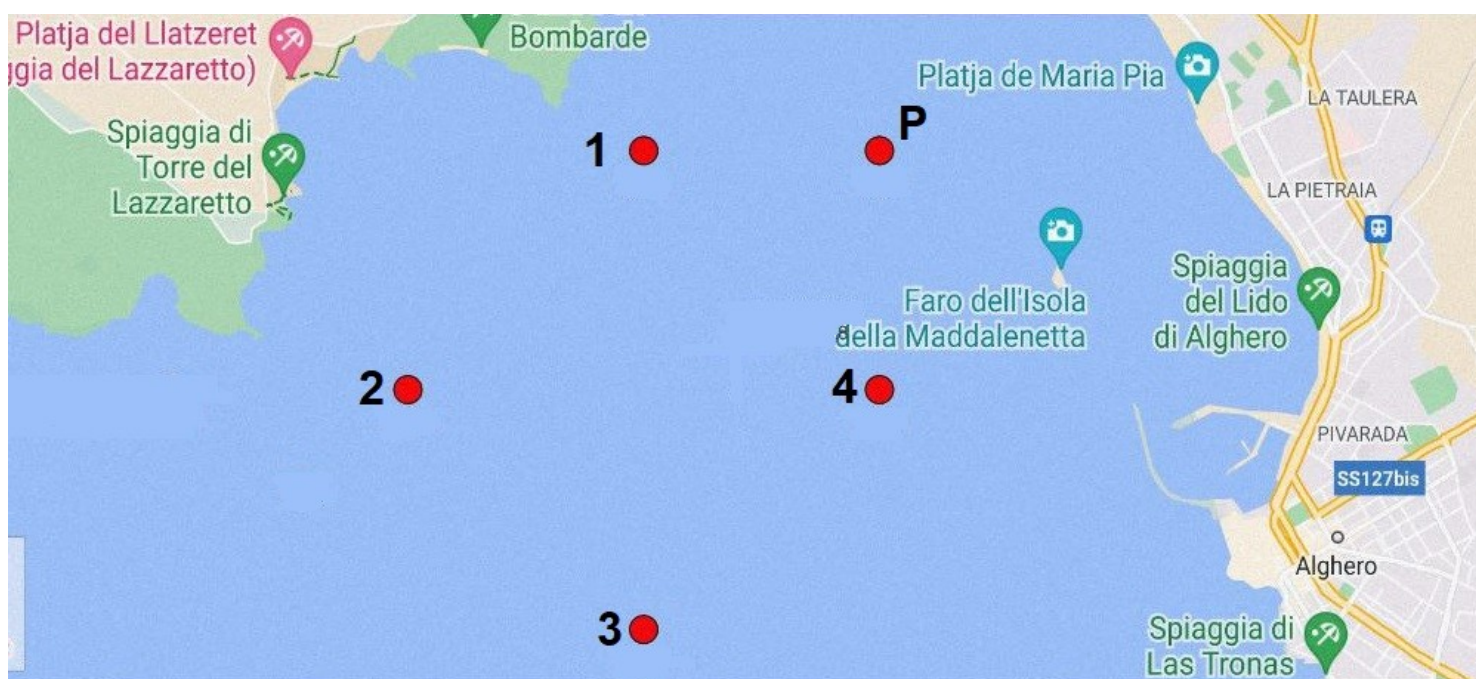 Platja del Llatzeret
ggia del Lazzaretto)
Bombarde
Platja de Maria Pia
LA TAULERA
Spiaggia di
Torre del
Lazzaretto
1
P
LA PIETRAIA
Faro dell'Isola
della Maddalenetta
8
Spiaggia
del Lido
di Alghero
2
4
PIVARADA
SS127bis
Alghero
3
Spiaggia di
Las Tronas